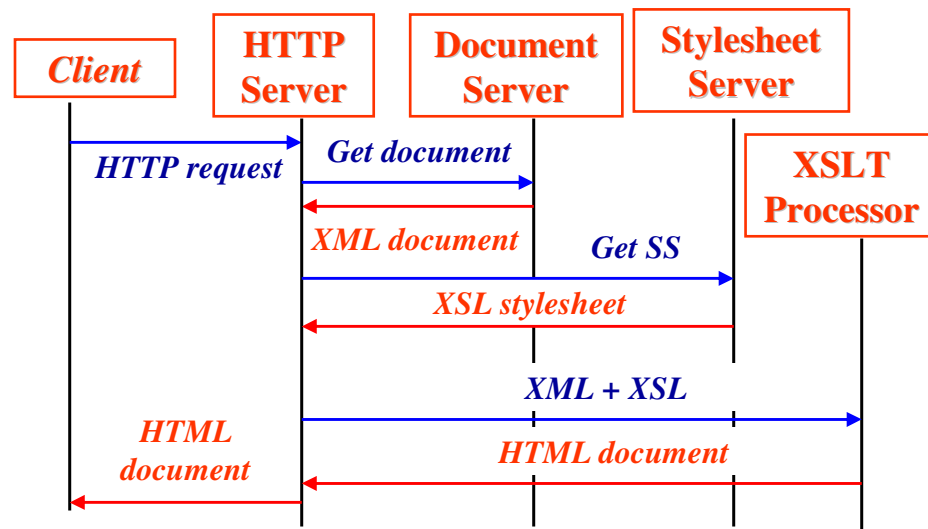 Client
HTTP
Server
Document
Server
Stylesheet
Server
XSLT
Processor
HTTP request
Get document
XML document
Get SS
XSL stylesheet
XML + XSL
HTML document
HTML
document